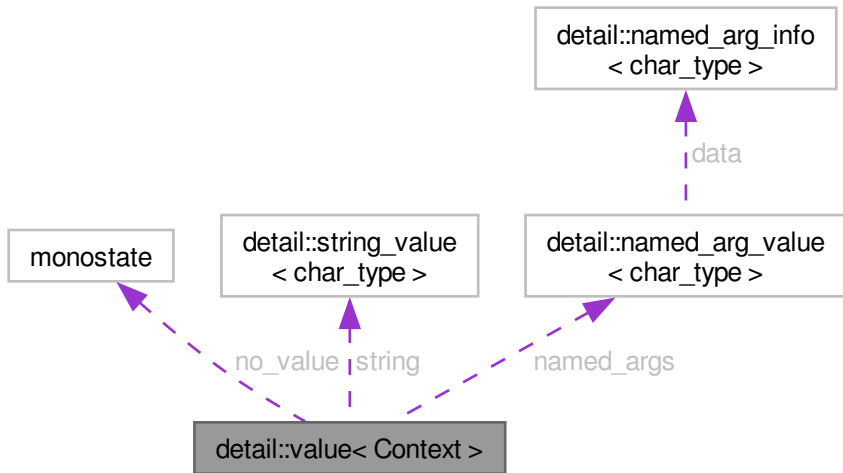 detail::named_arg_info
< char_type >
data
monostate
detail::string_value
< char_type >
detail::named_arg_value
< char_type >
no_value
string
named_args
detail::value< Context >